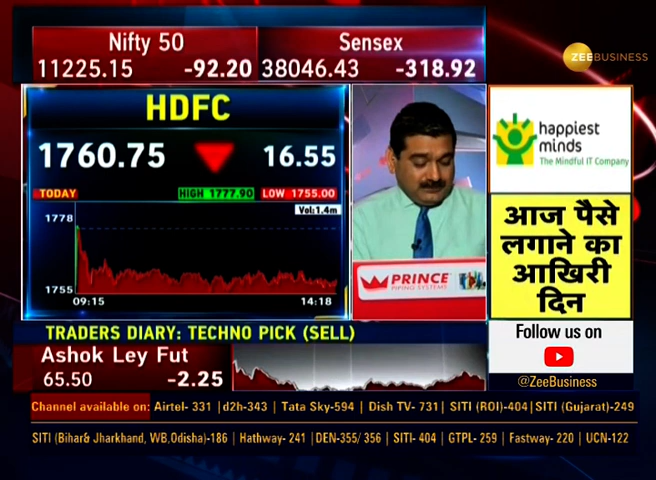 Nifty 50
11225.15 -92.20
Sensex
38046.43 -318.92
ZEEBUSINESS
HDFC
1760.75 16.55
TODAY HIGH 1777.90 LOW 1755.00
Vol:1.4m
1778
1755
09:15 14:18
PRINCE
PIPING SYSTEMS
happiest
minds
The Mindful IT Company
आज पैसे
लगाने का
आखिरी
दिन
Follow us on
@ZeeBusiness
TRADERS DIARY: TECHNO PICK (SELL)
Ashok Ley Fut
65.50 -2.25
Channel available on: Airtel- 331 |d2h-343 | Tata Sky-594 | Dish TV- 731| SITI (ROI)-404|SITI (Gujarat)-249
SITI (Bihar& Jharkhand, WB,Odisha)-186 | Hathway- 241 |DEN-355/ 356 | SITI- 404 | GTPL- 259 | Fastway- 220 | UCN-122